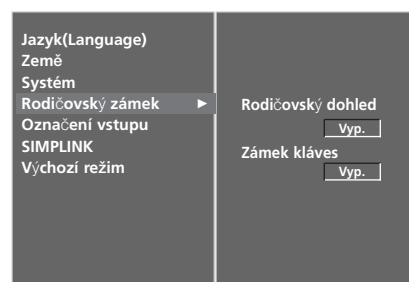 Jazyk(Language)
Země
Systém
Rodičovský zámek ►
Označení vstupu
SIMPLINK
Výchozí režim
Rodičovský dohled
Vyp.
Zámek kláves
Vyp.